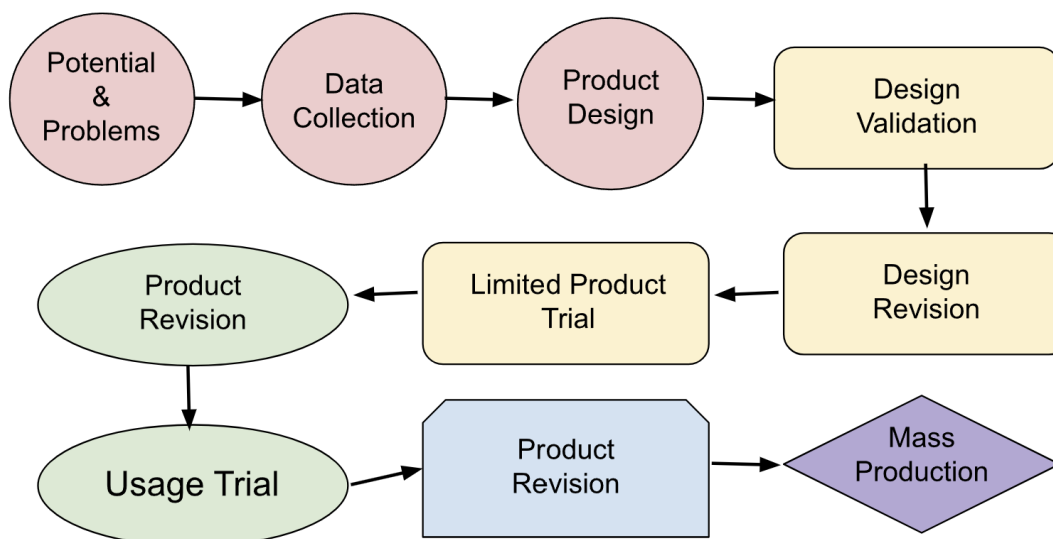 Potential
&
Problems
Data
Collection
Product
Design
Design
Validation
Design
Revision
Limited Product
Trial
Product
Revision
Usage Trial
Product
Revision
Mass
Production